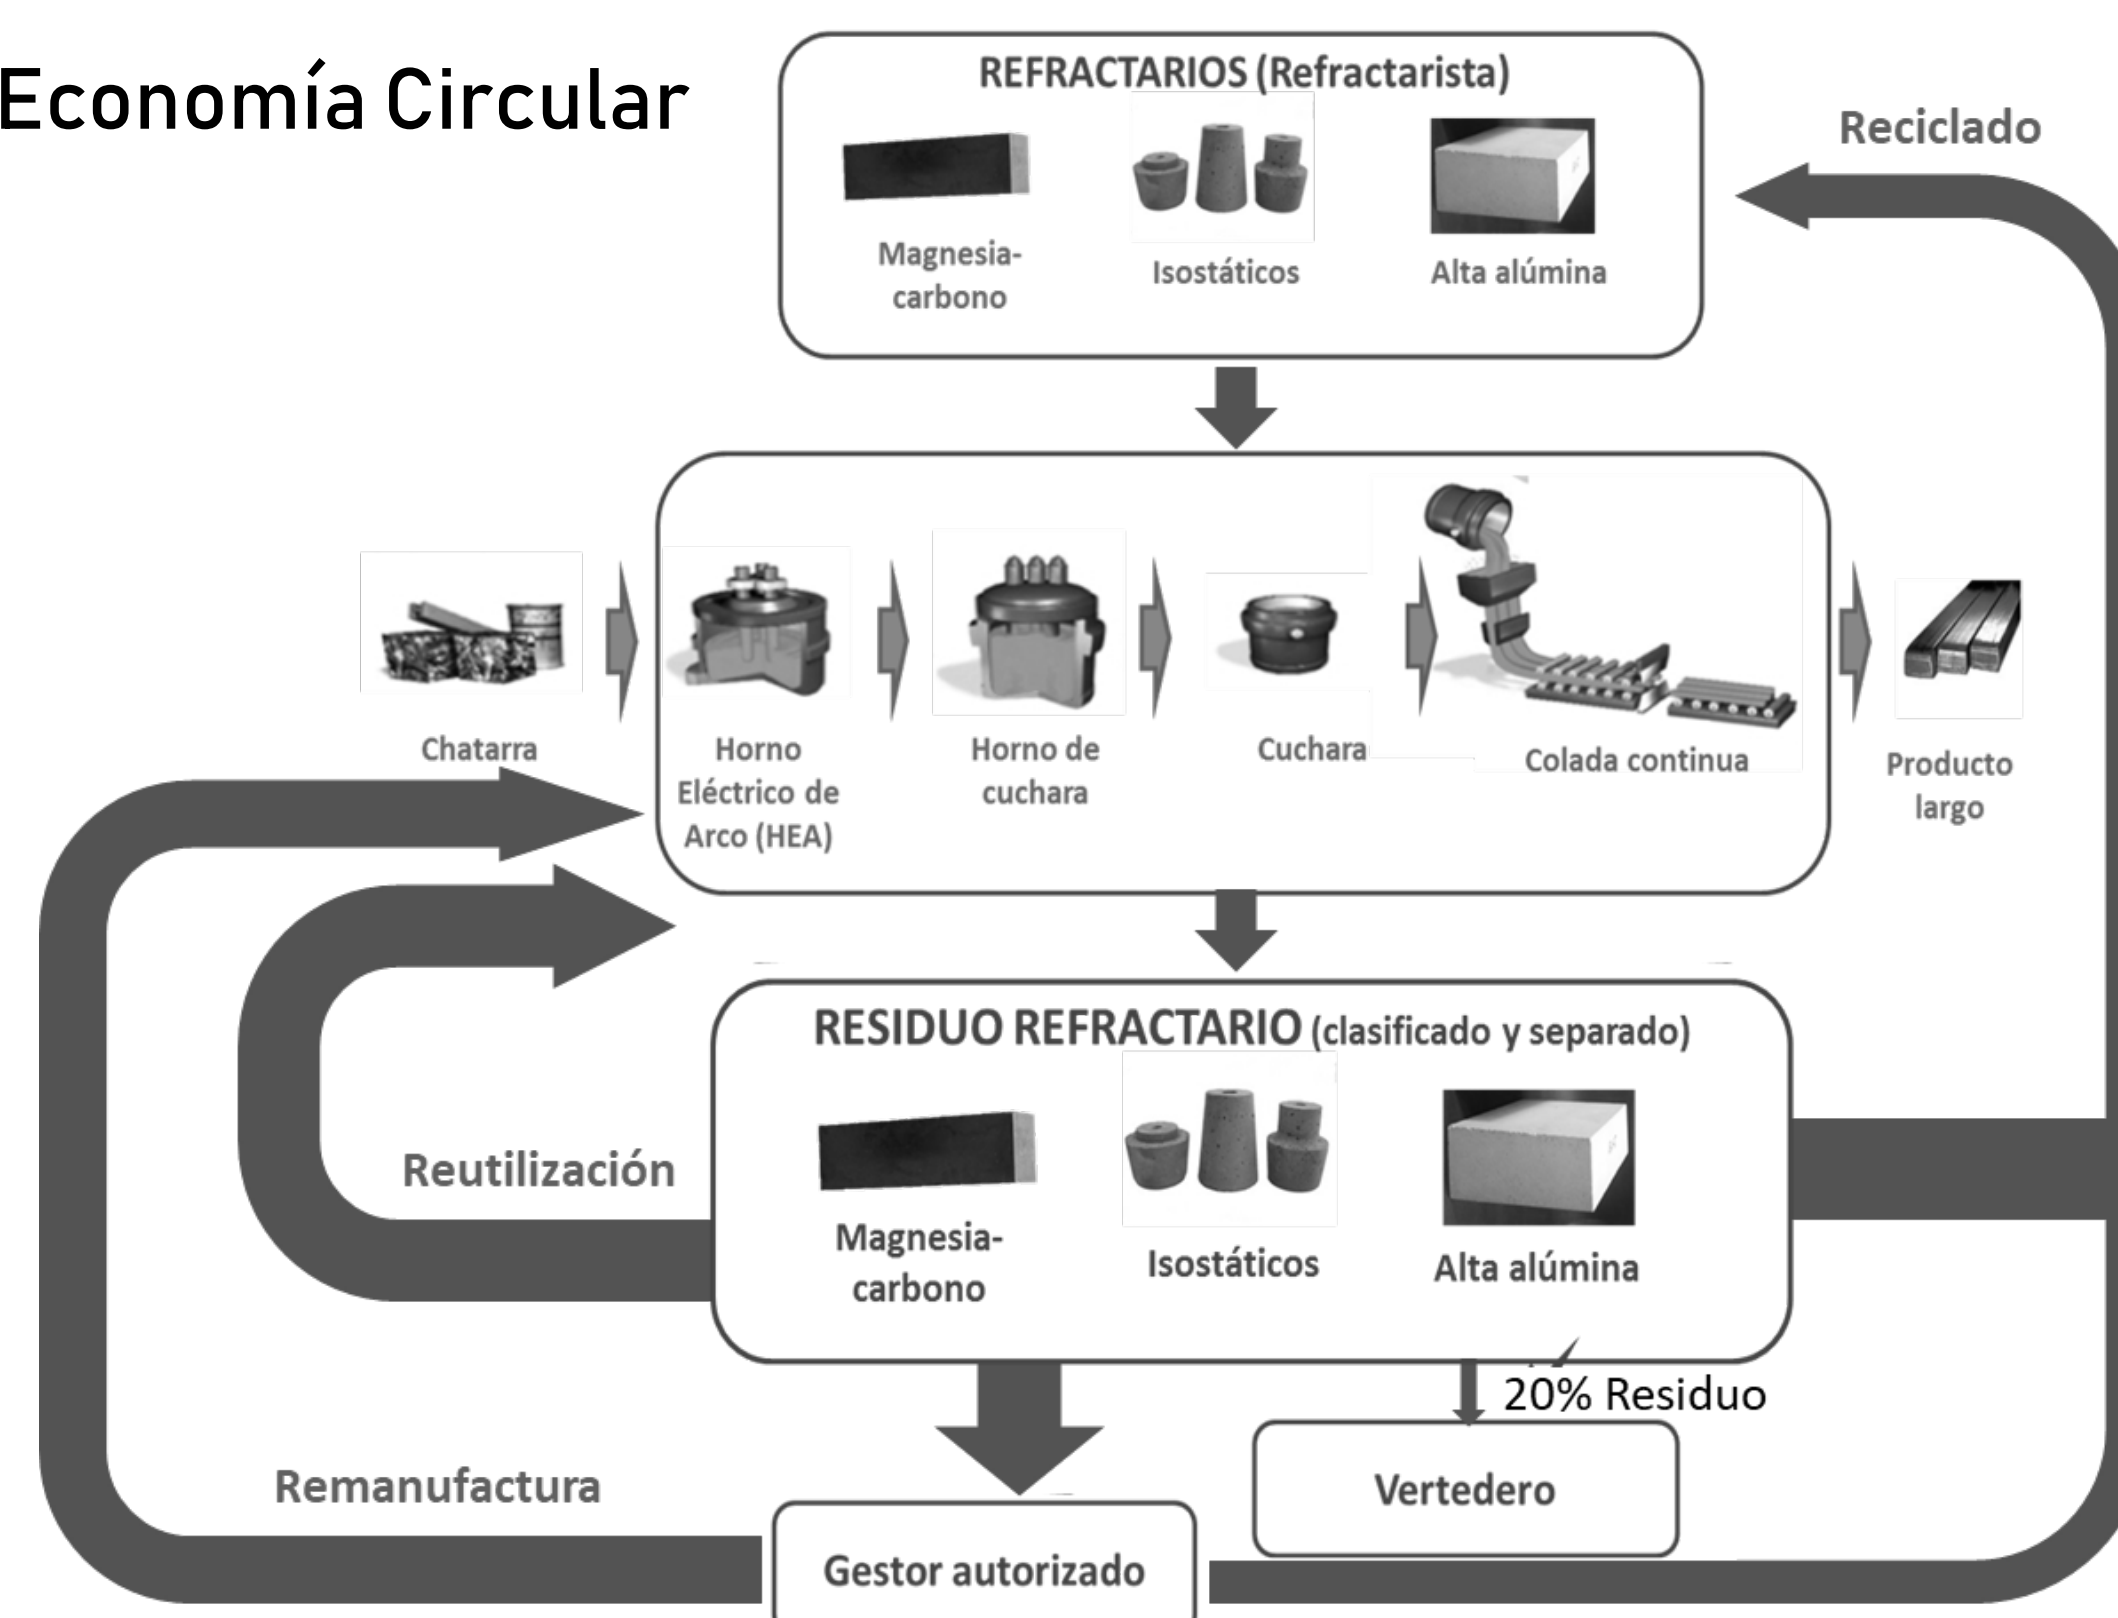 Economía Circular
REFRACTARIOS (Refractarista)
Reciclado
Magnesia-
carbono
Isostáticos
Alta alúmina
Chatarra
Horno
Eléctrico de
Arco (HEA)
Horno de
cuchara
Cuchara
Colada continua
Producto
largo
RESIDUO REFRACTARIO (clasificado y separado)
Magnesia-
carbono
Isostáticos
Alta alúmina
Reutilización
20% Residuo
Vertedero
Remanufactura
Gestor autorizado